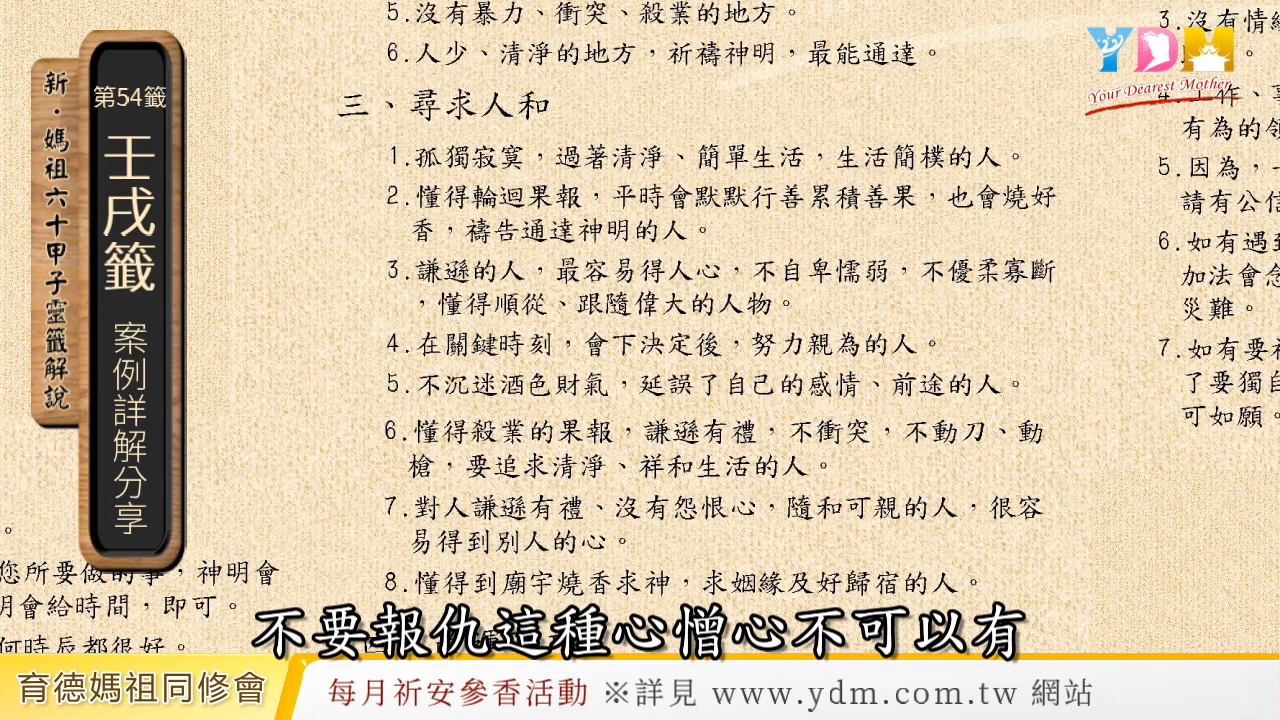 新·媽祖六十甲子靈籤解說
第54籤
壬戌籤
案例詳解分享
5.沒有暴力、衝突、殺業的地方。
6.人少、清淨的地方，祈禱神明，最能通達。
三、尋求人和
1.孤獨寂寞，過著清淨、簡單生活，生活簡樸的人。
2.懂得輪迴果報，平時會默默行善累積善果，也會燒好
香，禱告通達神明的人。
3.謙遜的人，最容易得人心，不自卑懦弱，不優柔寡斷
，懂得順從、跟隨偉大的人物。
4.在關鍵時刻，會下決定後，努力親為的人。
5.不沉迷酒色財氣，延誤了自己的感情、前途的人。
6.懂得殺業的果報，謙遜有禮，不衝突，不動刀、動
槍，要追求清淨、祥和生活的人。
7.對人謙遜有禮、沒有怨恨心，隨和可親的人，很容
易得到別人的心。
8.懂得到廟宇燒香求神，求姻緣及好歸宿的人。
。
您所要做的事，神明會
明會給時間，即可。
何時辰都很好。
3.沒有情緣
。
4.工作、事
有為的領
5.因為，一
請有公信
6.如有遇到
加法會念
災難。
7.如有要祈
了要獨自
可如願。
YDM
Your Dearest Mother
不要報仇這種心憎心不可以有
育德媽祖同修會
每月祈安參香活動 ※詳見 www.ydm.com.tw 網站